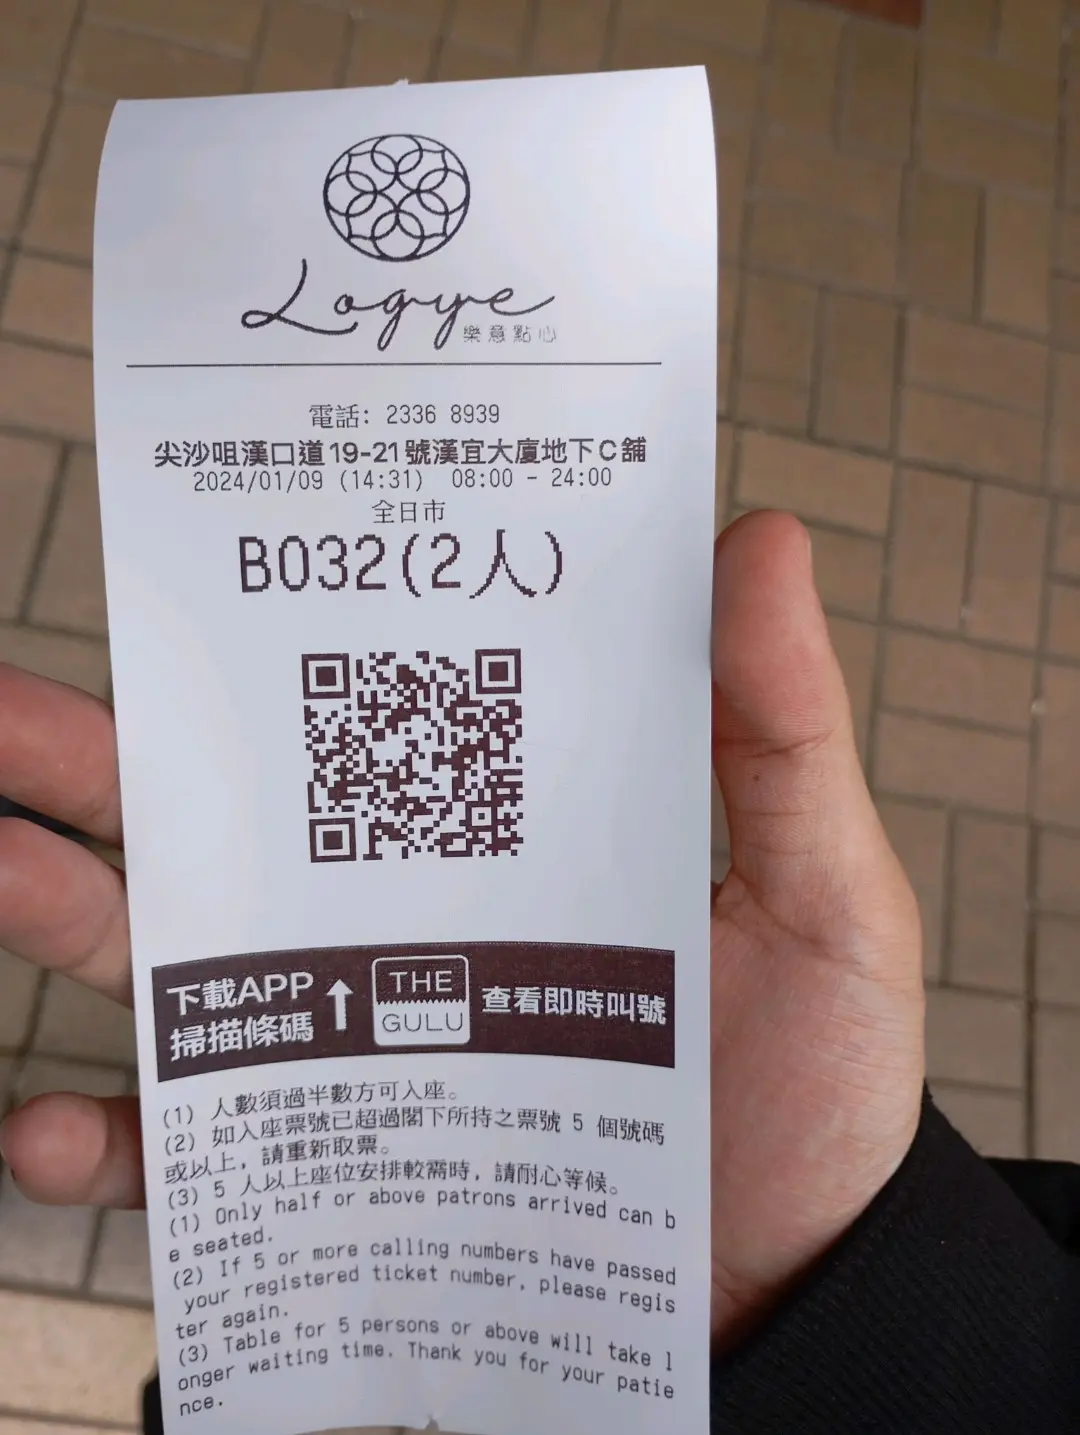 Logye
樂意點心
電話: 2336 8939
尖沙咀漢口道19-21號漢宜大廈地下C舖
2024/01/09 (14:31) 08:00 - 24:00
全日市
B032(2人)
下載APP
掃描條碼
THE
GULU
查看即時叫號
(1) 人數須過半數方可入座。
(2) 如入座票號已超過閣下所持之票號 5 個號碼
或以上, 請重新取票。
(3) 5 人以上座位安排較需時, 請耐心等候。
(1) Only half or above patrons arrived can b
e seated.
(2) If 5 or more calling numbers have passed
your registered ticket number, please regis
ter again.
(3) Table for 5 persons or above will take l
onger waiting time. Thank you for your patie
nce.